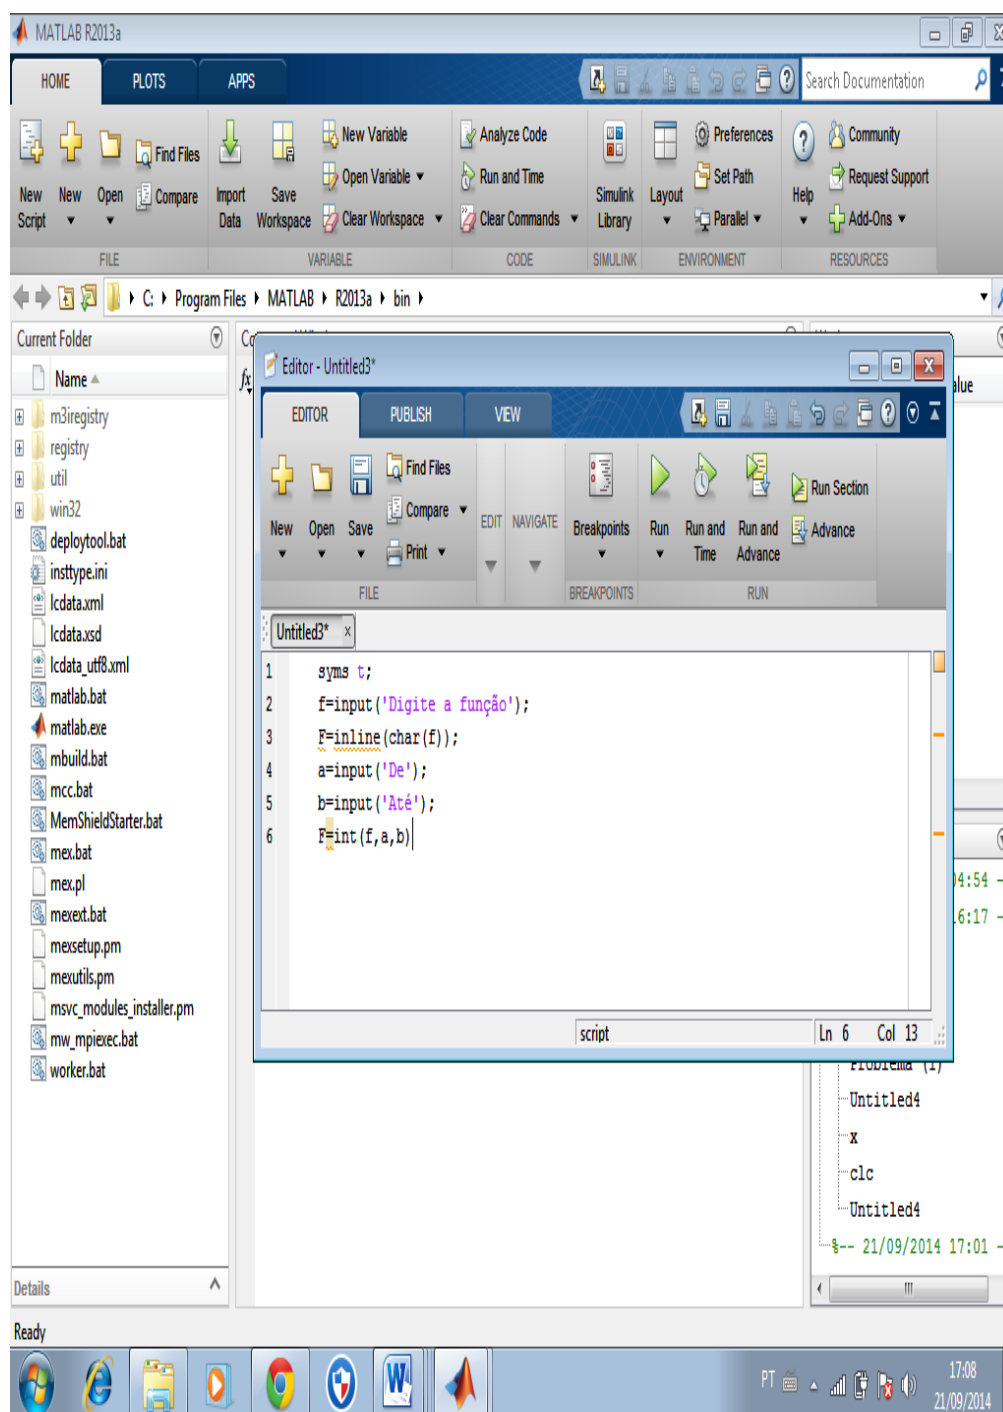 MATLAB R2013a
HOME PLOTS APPS Search Documentation
New Script
New
Open
Find Files
Compare
Import Data
Save Workspace
New Variable
Open Variable
Clear Workspace
Analyze Code
Run and Time
Clear Commands
Simulink Library
Layout
Preferences
Set Path
Parallel
Help
Community
Request Support
Add-Ons
FILE VARIABLE CODE SIMULINK ENVIRONMENT RESOURCES
C: Program Files MATLAB R2013a bin
Current Folder
Name
m3iregistry
registry
util
win32
deploytool.bat
insttype.ini
lcdata.xml
lcdata.xsd
lcdata_utf8.xml
matlab.bat
matlab.exe
mbuild.bat
mcc.bat
MemShieldStarter.bat
mex.bat
mex.pl
mexext.bat
mexsetup.pm
mexutils.pm
msvc_modules_installer.pm
mw_mpiexec.bat
worker.bat
Details
Ready
fx
Editor - Untitled3*
EDITOR PUBLISH VIEW
New
Open
Save
Find Files
Compare
Print
EDIT
NAVIGATE
Breakpoints
Run
Run and Time
Run and Advance
Run Section
Advance
FILE BREAKPOINTS RUN
Untitled3* x
1 syms t;
2 f=input('Digite a função');
3 F=inline(char(f));
4 a=input('De');
5 b=input('Até');
6 F=int(f,a,b)
script Ln 6 Col 13
alue
04:54 -
16:17 -
Problema (1)
Untitled4
x
clc
Untitled4
%-- 21/09/2014 17:01 -
PT
17:08
21/09/2014